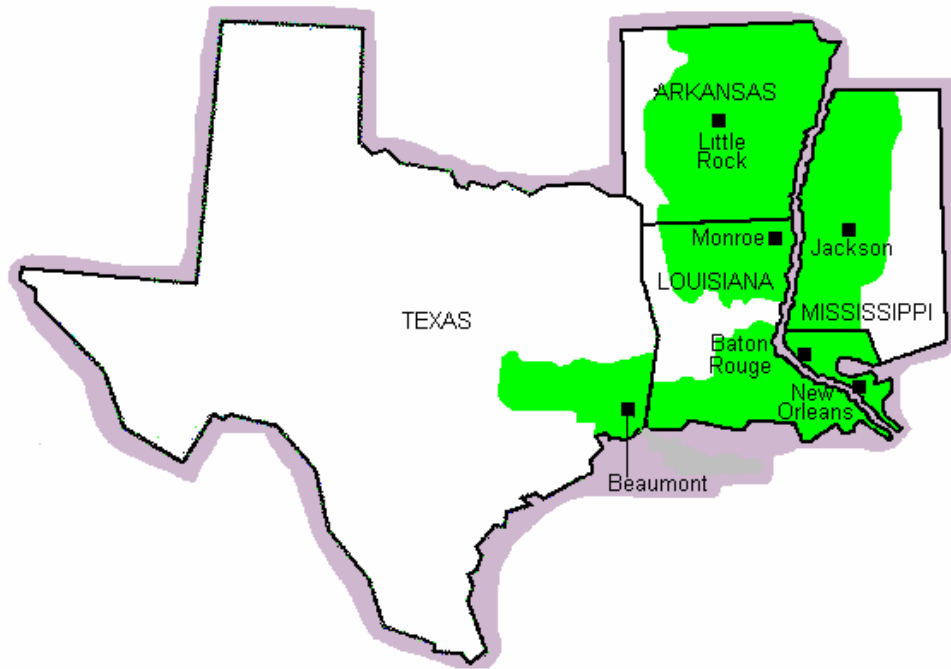 ARKANSAS
Little
Rock
Monroe
Jackson
LOUISIANA
MISSISSIPPI
TEXAS
Baton
Rouge
New
Orleans
Beaumont